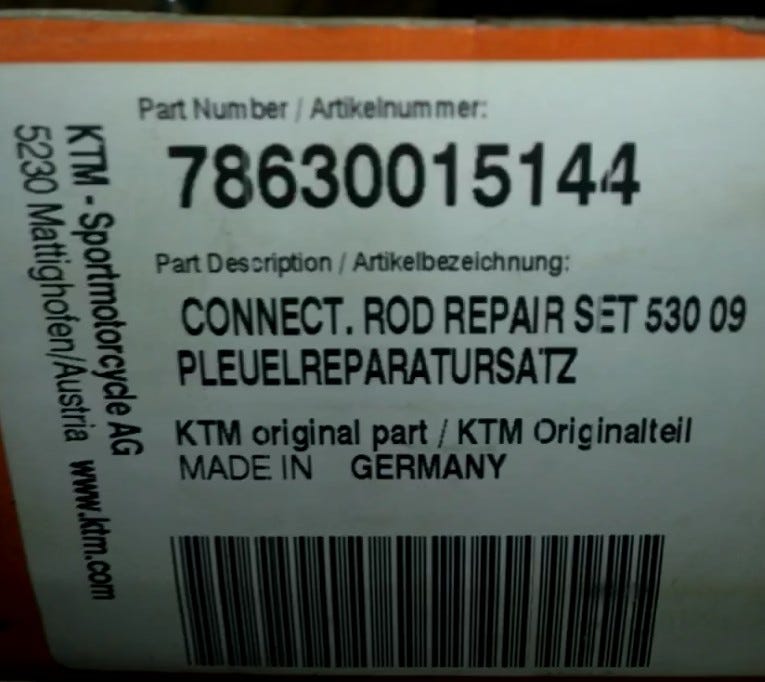 Part Number / Artikelnummer:
78630015144
Part Description / Artikelbezeichnung:
CONNECT. ROD REPAIR SET 530 09
PLEUELREPARATURSATZ
KTM original part / KTM Originalteil
MADE IN GERMANY
KTM - Sportmotorcycle AG
5230 Mattighofen/Austria www.ktm.com